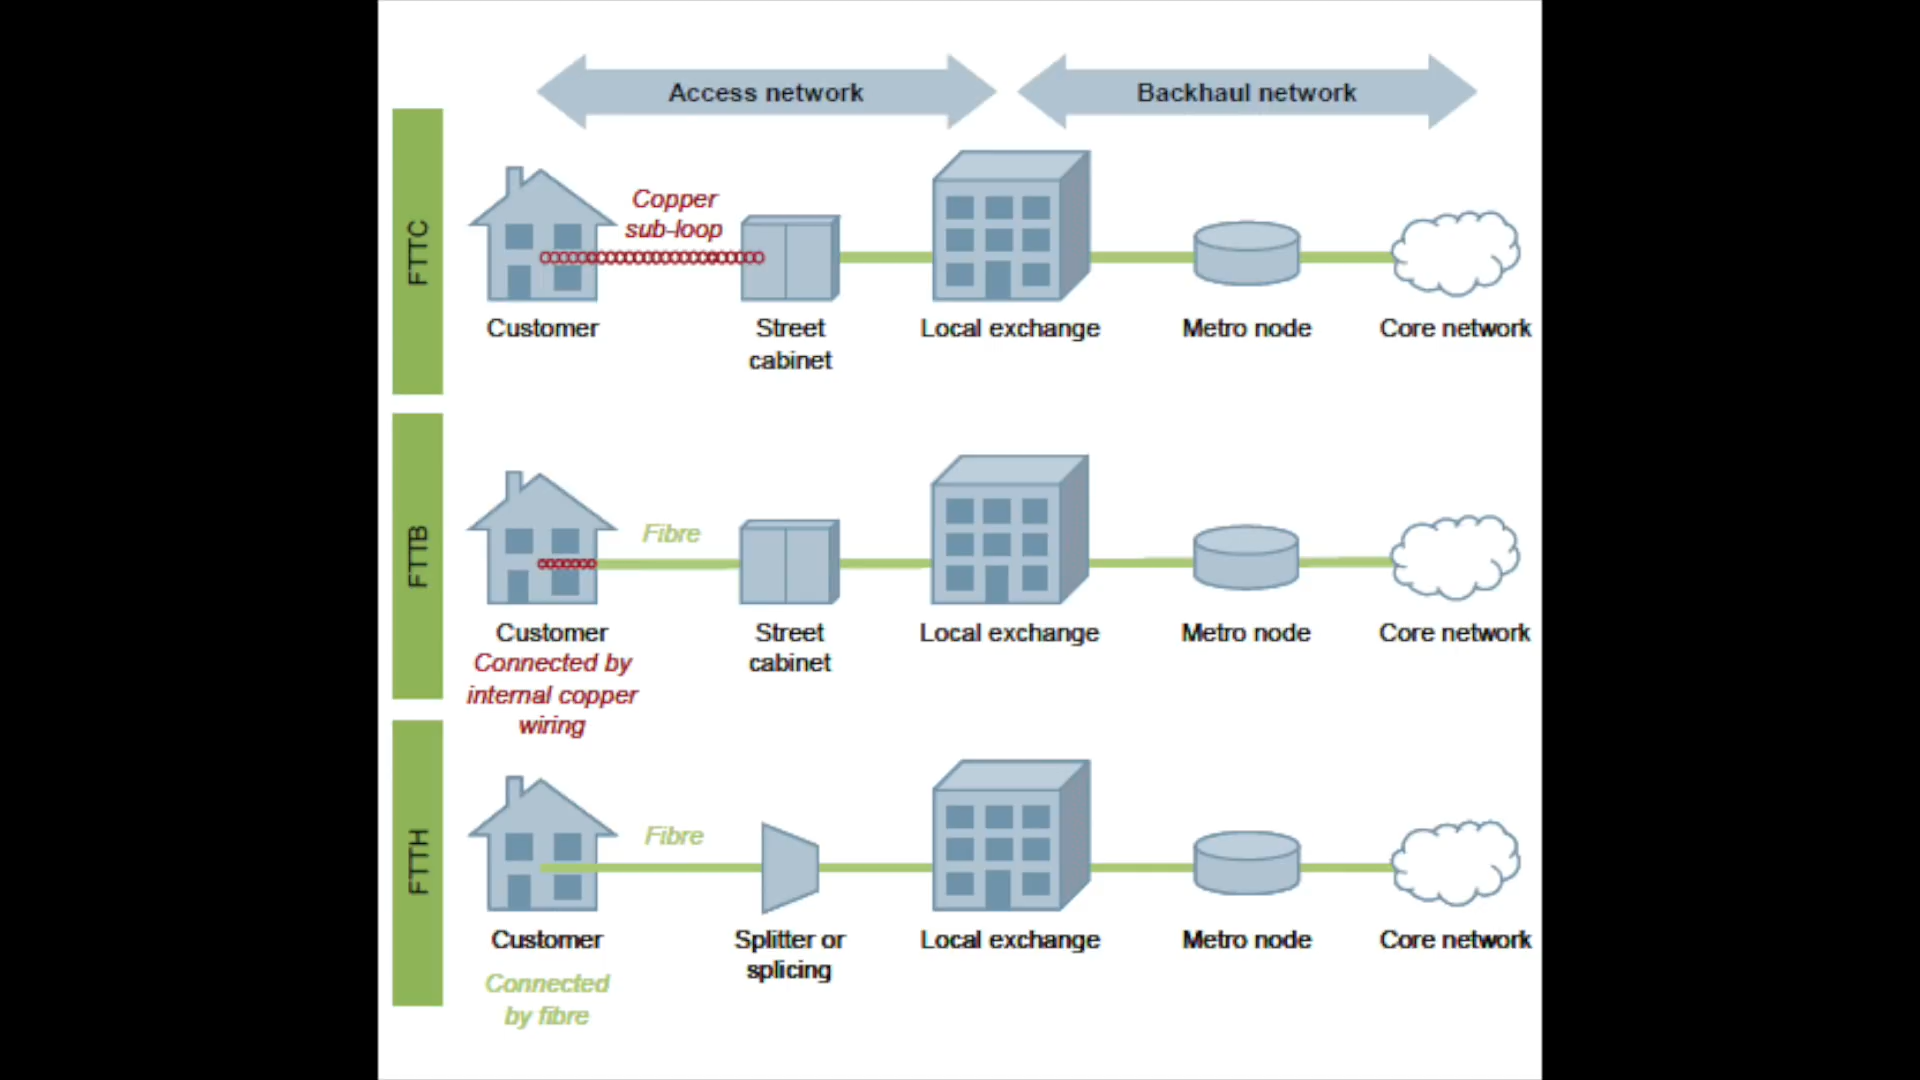 Access network
Backhaul network
FTTC
Copper
sub-loop
Customer
Street
cabinet
Local exchange
Metro node
Core network
FTTB
Fibre
Customer
Connected by
internal copper
wiring
Street
cabinet
Local exchange
Metro node
Core network
FTTH
Fibre
Customer
Connected
by fibre
Splitter or
splicing
Local exchange
Metro node
Core network